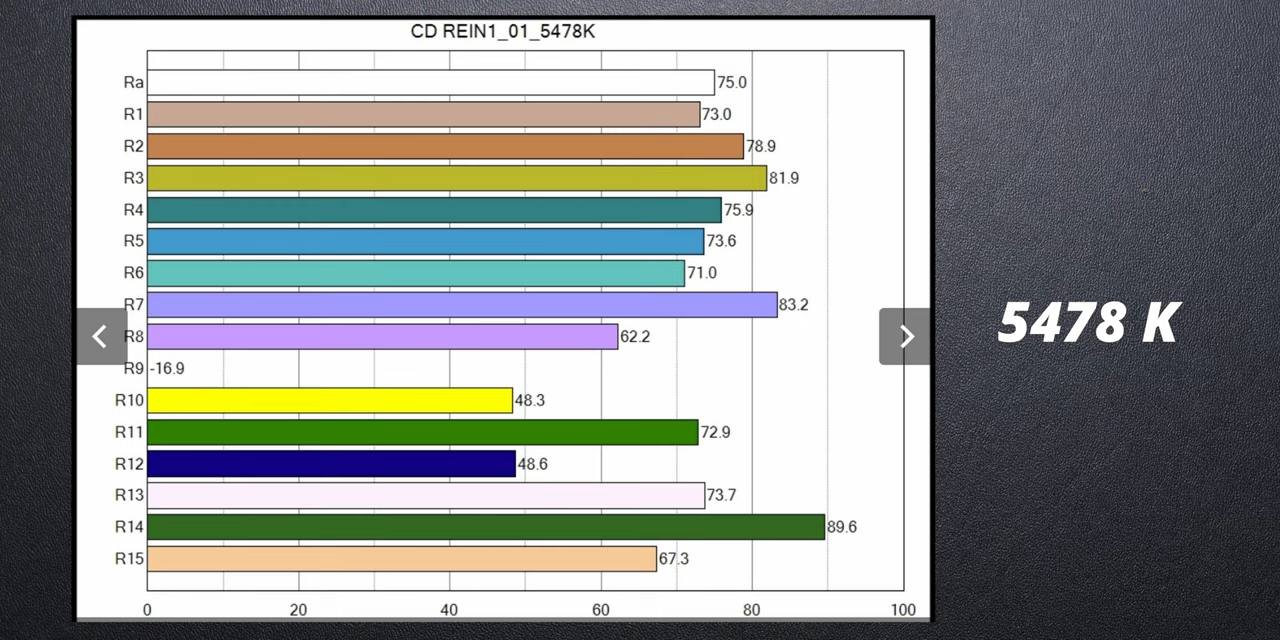 CD REIN1_01_5478K
Ra 75.0
R1 73.0
R2 78.9
R3 81.9
R4 75.9
R5 73.6
R6 71.0
R7 83.2
R8 62.2
R9 -16.9
R10 48.3
R11 72.9
R12 48.6
R13 73.7
R14 89.6
R15 67.3
0 20 40 60 80 100
5478 K